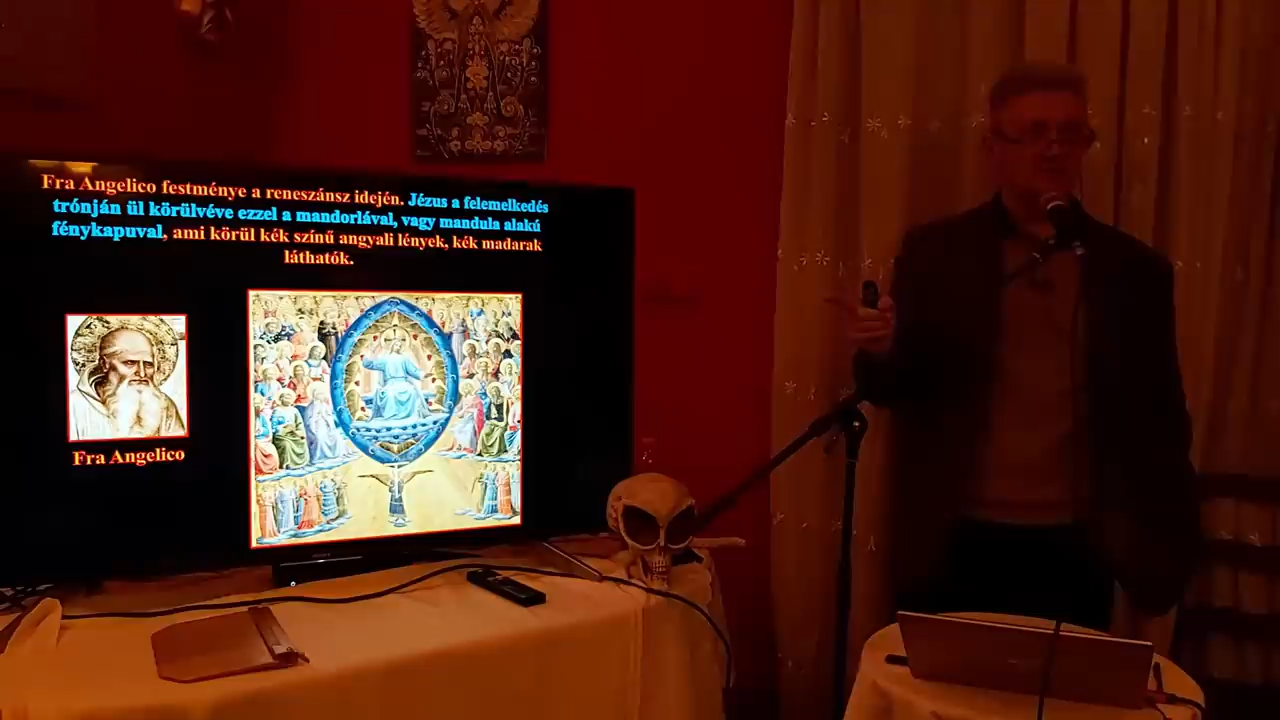 Fra Angelico festménye a reneszánsz idején. Jézus a felemelkedés
trónján ül körülvéve ezzel a mandorlával, vagy mandula alakú
fénykapuval, ami körül kék színű angyali lények, kék madarak
láthatók.
Fra Angelico
SONY